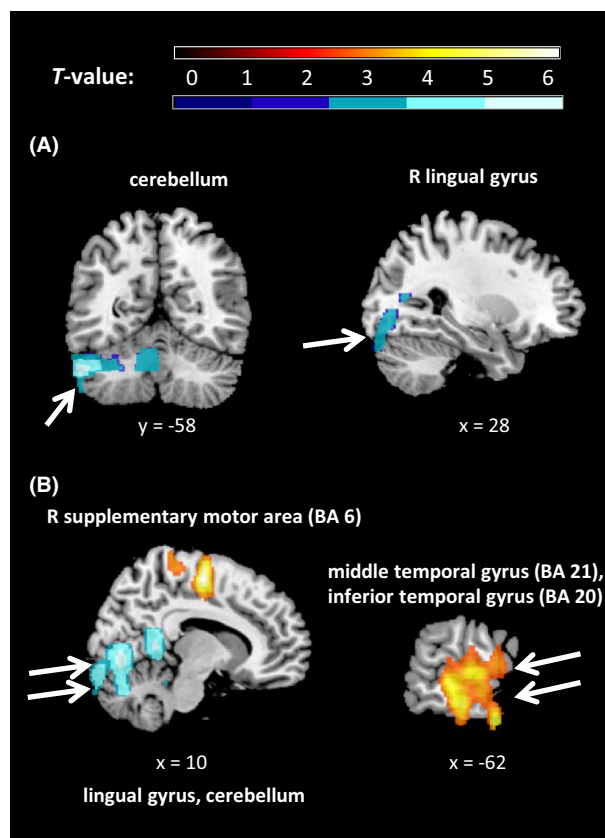 T-value: 0 1 2 3 4 5 6
(A)
cerebellum
R lingual gyrus
y = -58
x = 28
(B)
R supplementary motor area (BA 6)
middle temporal gyrus (BA 21),
inferior temporal gyrus (BA 20)
x = 10
x = -62
lingual gyrus, cerebellum